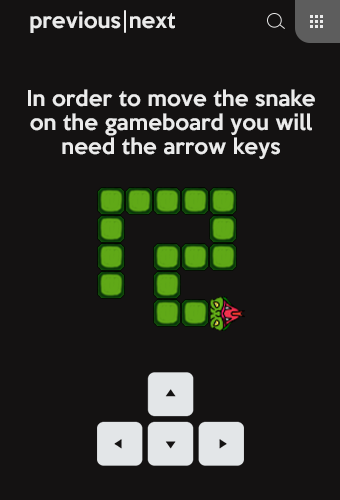 previous|next
In order to move the snake
on the gameboard you will
need the arrow keys